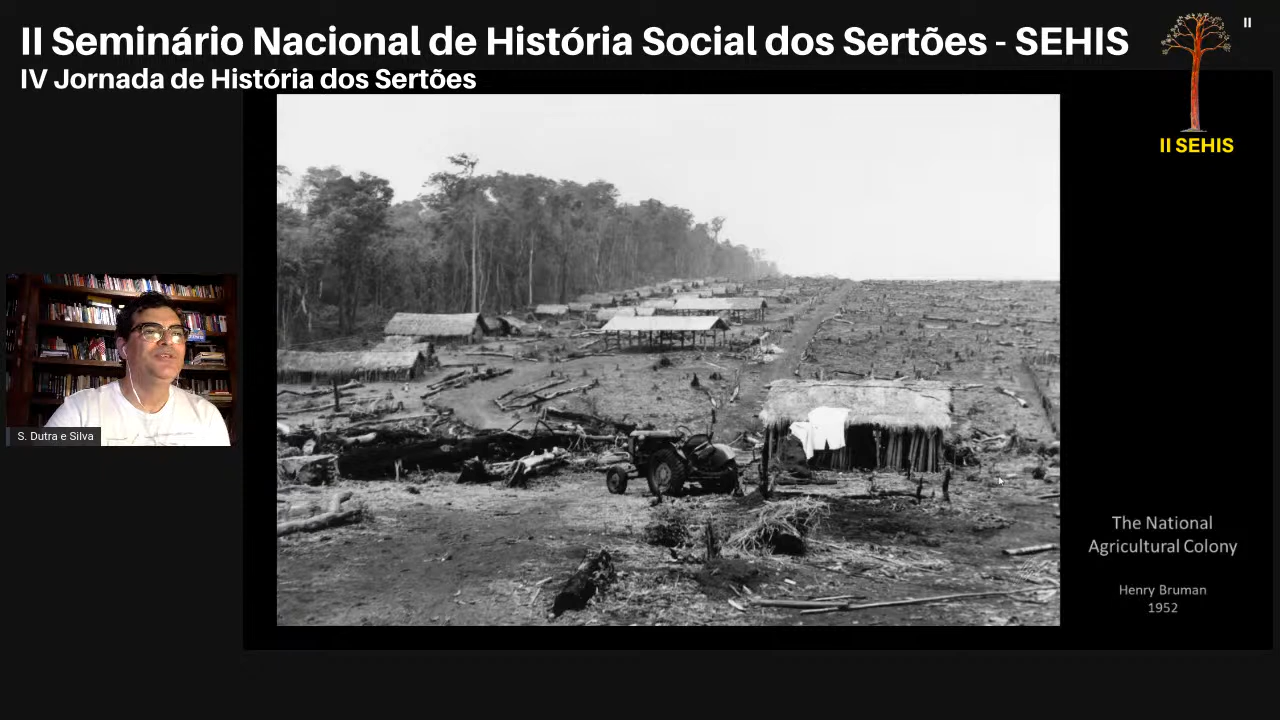 II Seminário Nacional de História Social dos Sertões - SEHIS
IV Jornada de História dos Sertões
II
II SEHIS
S. Dutra e Silva
The National
Agricultural Colony
Henry Bruman
1952